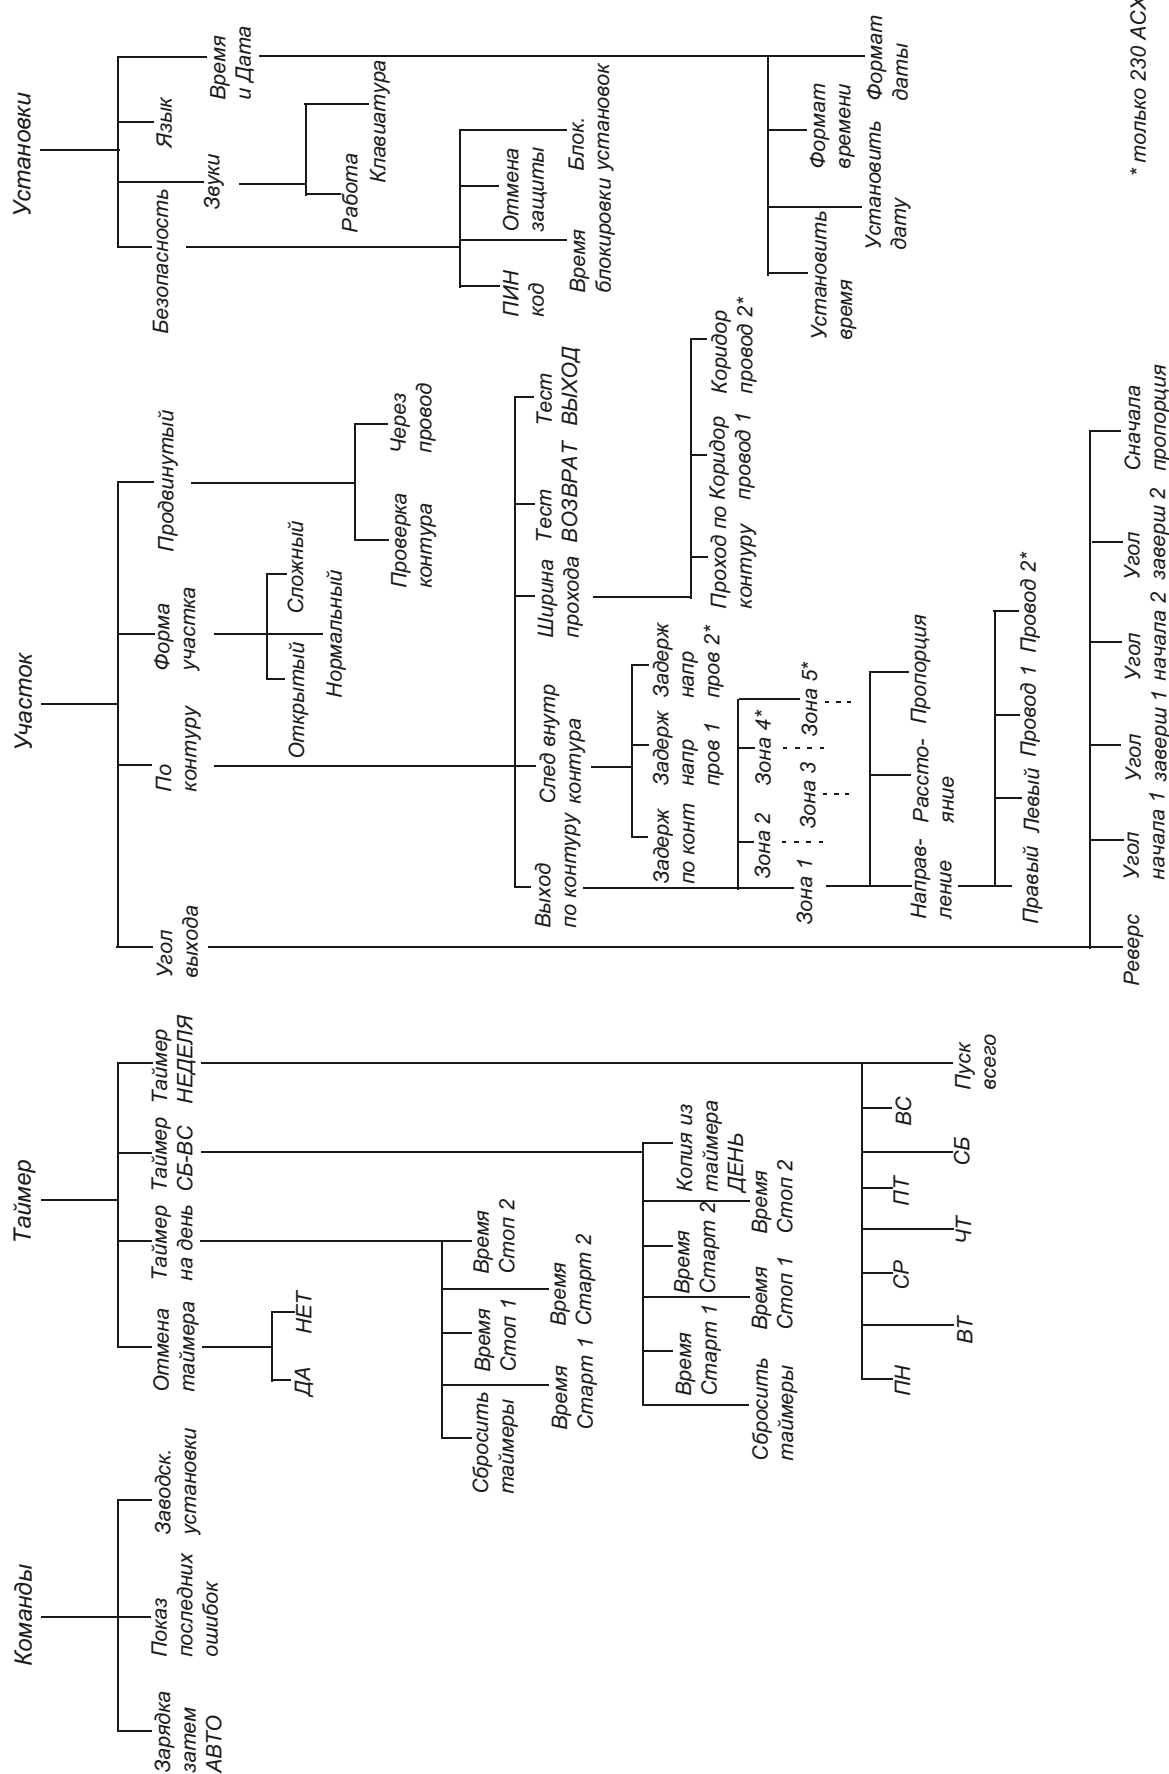 Команды
Зарядка
затем
АВТО
Показ
последних
ошибок
Заводск.
установки
Таймер
Отмена
таймера
ДА
НЕТ
Таймер
на день
Сбросить
таймеры
Время
Старт 1
Время
Стоп 1
Время
Старт 2
Время
Стоп 2
Таймер
СБ-ВС
Сбросить
таймеры
Время
Старт 1
Время
Стоп 1
Время
Старт 2
Время
Стоп 2
Копия из
таймера
ДЕНЬ
Таймер
НЕДЕЛЯ
ПН
ВТ
СР
ЧТ
ПТ
СБ
ВС
Пуск
всего
Участок
Угол
выхода
Реверс
Угол
начала 1
Угол
заверш 1
Угол
начала 2
Угол
заверш 2
Сначала
пропорция
По
контуру
Выход
по контуру
Зона 1
Зона 2
Зона 3
Зона 4*
Зона 5*
Направ-
ление
Правый
Левый
Провод 1
Провод 2*
Рассто-
яние
Пропорция
След внутр
контура
Задерж
по конт
Задерж
напр
пров 1
Задерж
напр
пров 2*
Ширина
прохода
Проход по
контуру
Коридор
провод 1
Коридор
провод 2*
Тест
ВОЗВРАТ
Тест
ВЫХОД
Форма
участка
Открытый
Нормальный
Сложный
Продвинутый
Проверка
контура
Через
провод
Установки
Безопасность
ПИН
код
Время
блокировки
Отмена
защиты
Блок.
установок
Звуки
Работа
Клавиатура
Язык
Время
и Дата
Установить
время
Установить
дату
Формат
времени
Формат
даты
* только 230 ACX